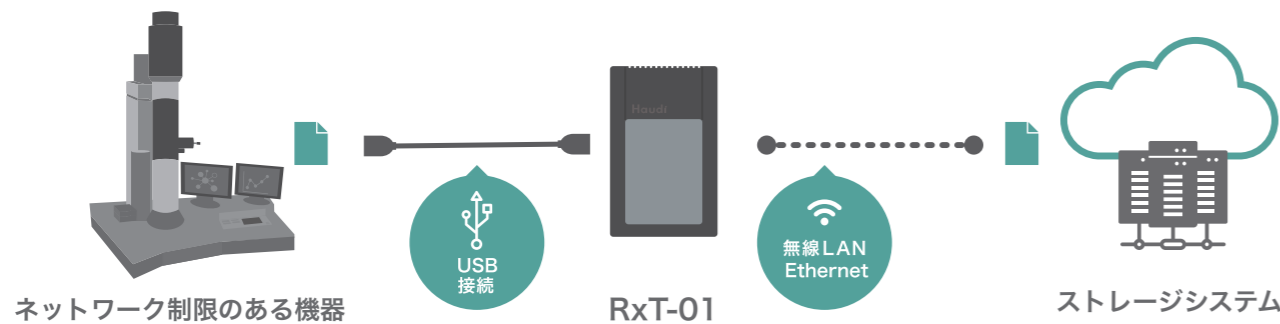 Houdi
USB
接続
無線LAN
Ethernet
ネットワーク制限のある機器
RxT-01
ストレージシステム